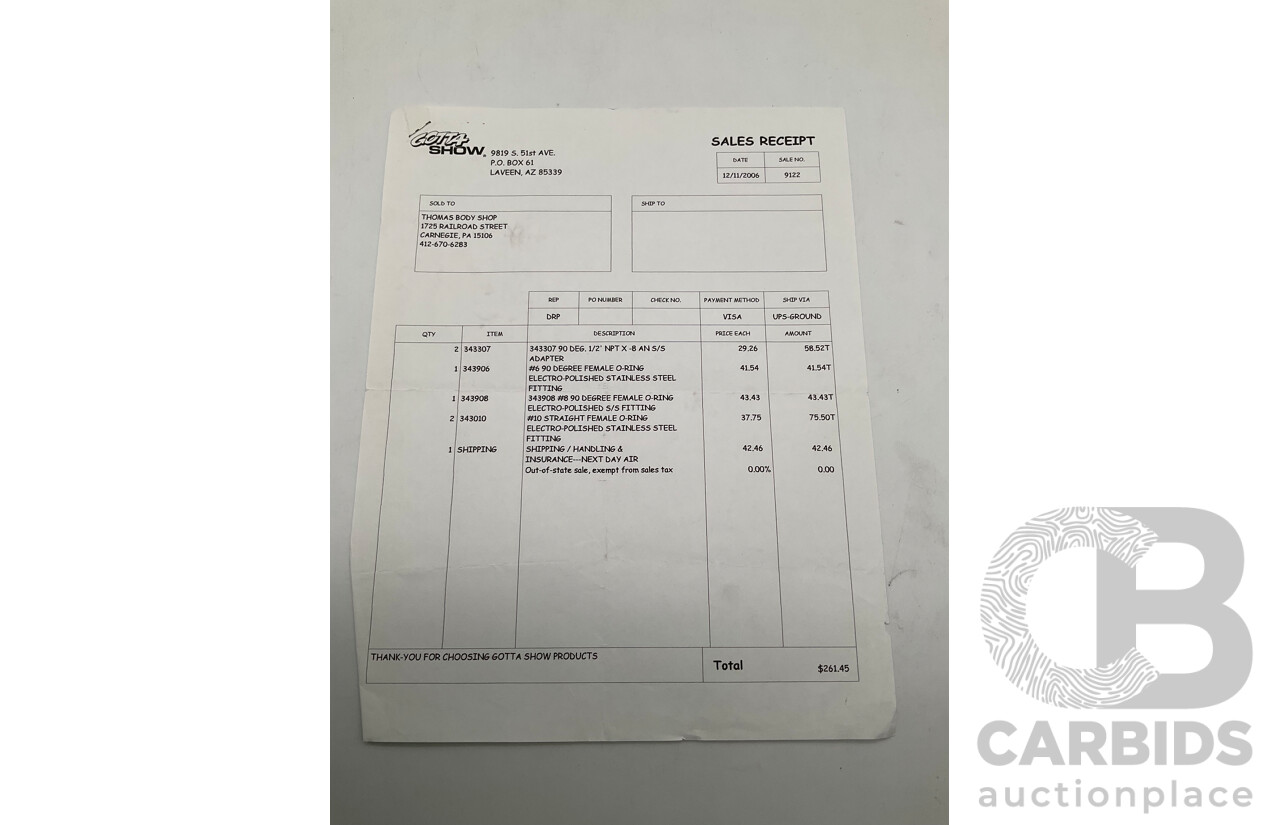 GOTTA
SHOW
9819 S. 51st AVE.
P.O. BOX 61
LAVEEN, AZ 85339
SALES RECEIPT
DATE SALE NO.
12/11/2006 9122
SOLD TO
THOMAS BODY SHOP
1725 RAILROAD STREET
CARNEGIE, PA 15106
412-670-6283
SHIP TO
REP PO NUMBER CHECK NO. PAYMENT METHOD SHIP VIA
DRP VISA UPS-GROUND
QTY ITEM DESCRIPTION PRICE EACH AMOUNT
2 343307 343307 90 DEG. 1/2" NPT X -8 AN S/S 29.26 58.52T
ADAPTER
1 343906 #6 90 DEGREE FEMALE O-RING 41.54 41.54T
ELECTRO-POLISHED STAINLESS STEEL
FITTING
1 343908 343908 #8 90 DEGREE FEMALE O-RING 43.43 43.43T
ELECTRO-POLISHED S/S FITTING
2 343010 #10 STRAIGHT FEMALE O-RING 37.75 75.50T
ELECTRO-POLISHED STAINLESS STEEL
FITTING
1 SHIPPING SHIPPING / HANDLING & 42.46 42.46
INSURANCE---NEXT DAY AIR
Out-of-state sale, exempt from sales tax 0.00% 0.00
THANK-YOU FOR CHOOSING GOTTA SHOW PRODUCTS
Total $261.45
CB
CARBIDS
auctionplace